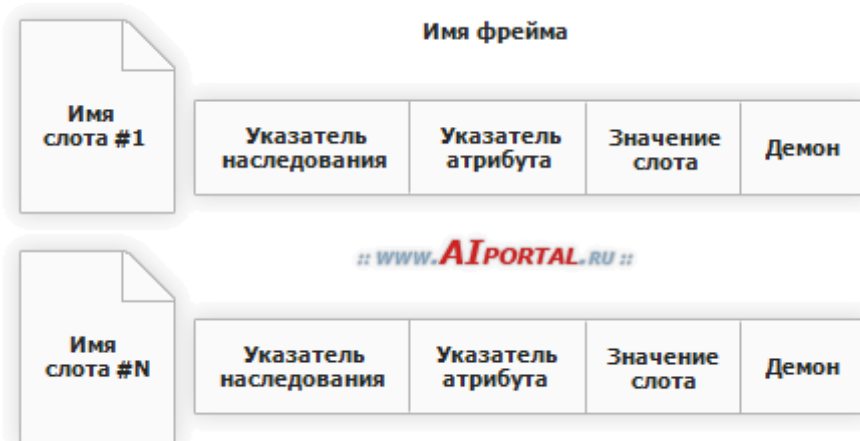 Имя фрейма
Имя
слота #1
Указатель
наследования
Указатель
атрибута
Значение
слота
Демон
:: www.AIPORTAL.RU ::
Имя
слота #N
Указатель
наследования
Указатель
атрибута
Значение
слота
Демон